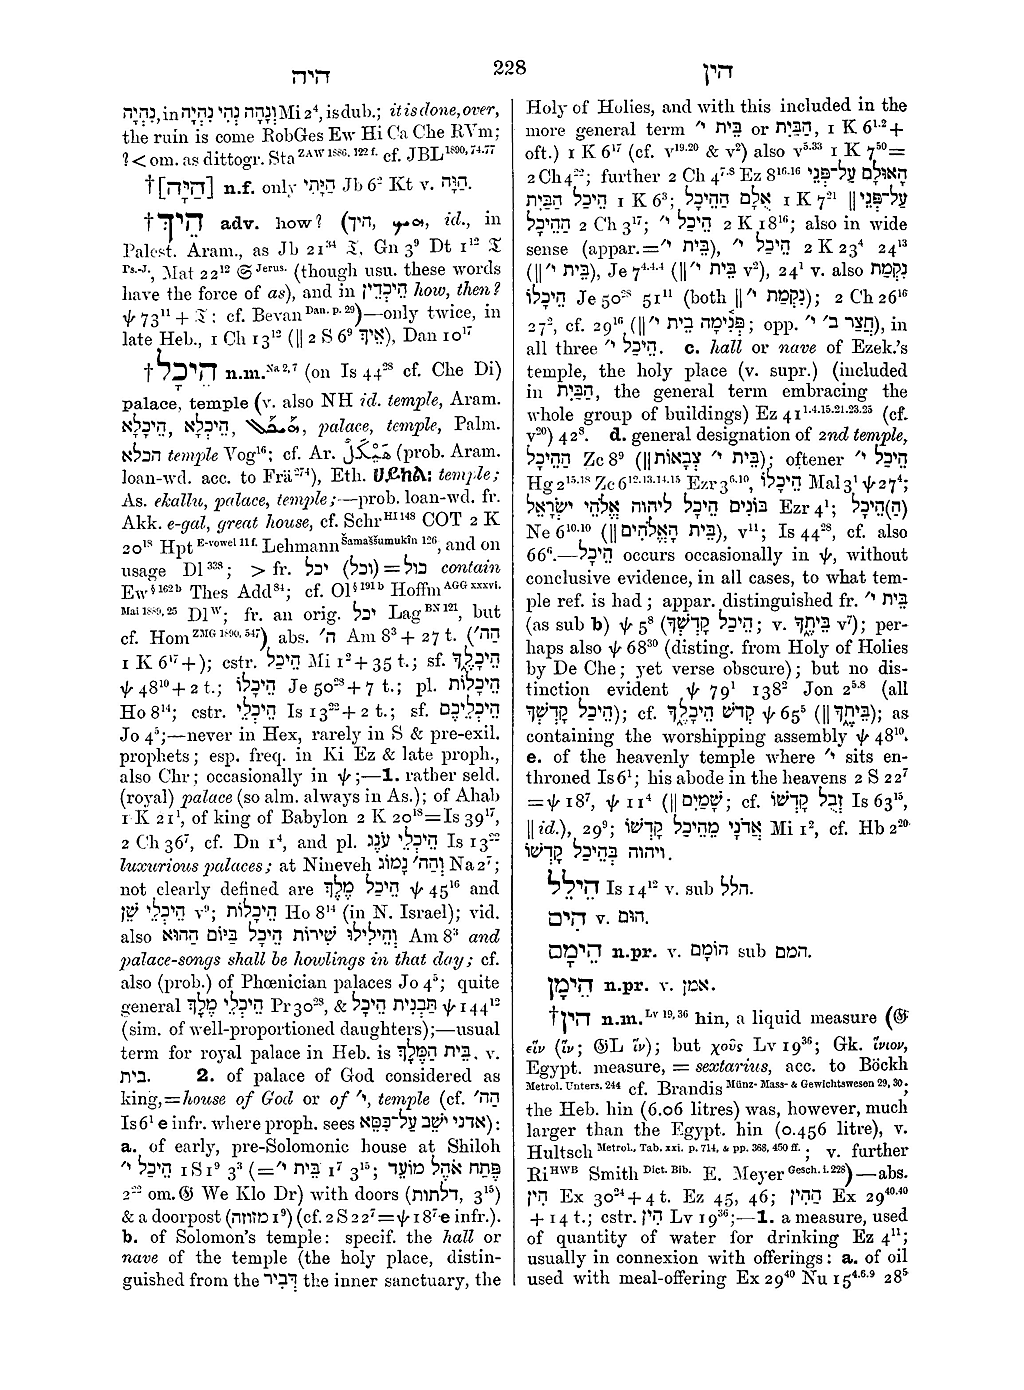 היה
228
הין
נִהְיָה, in וְנָהָה נְהִי נִהְיָה Mi 2⁴, is dub.; it is done, over,
the ruin is come RobGes Ew Hi Ca Che RVm;
? < om. as dittogr. Sta ZAW 1886, 122 f. cf. JBL 1890, 74.77
†[הַיָּה] n.f. only הַיָּתִי Jb 6² Kt v. הַוָּה.
†הֵיךְ adv. how? (היך, id., in
Palest. Aram., as Jb 21³⁴ 𝔗, Gn 3⁹ Dt 1¹² 𝔗
Ps.-J., Mat 22¹² 𝔖 Jerus. (though usu. these words
have the force of as), and in הֵיכְדֵין how, then?
ψ 73¹¹ + 𝔗: cf. Bevan Dan. p. 29)—only twice, in
late Heb., 1 Ch 13¹² (|| 2 S 6⁹ אֵיךְ), Dan 10¹⁷
†הֵיכָל n.m. Na 2, 7 (on Is 44²⁸ cf. Che Di)
palace, temple (v. also NH id. temple, Aram.
הֵיכְלָא, הֵיכָלָא, palace, temple, Palm.
הכלא temple Vog¹⁶; cf. Ar. هَيْكَلٌ (prob. Aram.
loan-wd. acc. to Frä²⁷⁴), Eth. ሀይከል: temple;
As. ekallu, palace, temple;—prob. loan-wd. fr.
Akk. e-gal, great house, cf. Schr HI 148 COT 2 K
20¹⁸ Hpt E-vowel 11 f. Lehmann Šamaššumukîn 126, and on
usage Dl 338; > fr. יכל (וכל) = כול contain
Ew § 162 b Thes Add⁸⁴; cf. Ol § 191 b Hoffm AGG xxxvi.
Mai 1889, 25 Dl W; fr. an orig. יכל Lag BN 121, but
cf. Hom ZMG 1890, 547) abs. ה׳ Am 8³ + 27 t. (הַה׳
1 K 6¹⁷ +); cstr. הֵיכַל Mi 1² + 35 t.; sf. הֵיכָלֶךָ
ψ 48¹⁰ + 2 t.; הֵיכָלוֹ Je 50²⁸ + 7 t.; pl. הֵיכָלוֹת
Ho 8¹⁴; cstr. הֵיכְלֵי Is 13²² + 2 t.; sf. הֵיכְלֵיכֶם
Jo 4⁵;—never in Hex, rarely in S & pre-exil.
prophets; esp. freq. in Ki Ez & late proph.,
also Chr; occasionally in ψ;—1. rather seld.
(royal) palace (so alm. always in As.); of Ahab
1 K 21¹, of king of Babylon 2 K 20¹⁸ = Is 39¹⁷,
2 Ch 36⁷, cf. Dn 1⁴, and pl. הֵיכְלֵי עֹנֶג Is 13²²
luxurious palaces; at Nineveh וְהַה׳ נָמוֹג Na 2⁷;
not clearly defined are הֵיכַל מֶלֶךְ ψ 45¹⁶ and
הֵיכְלֵי שֵׁן v⁹; הֵיכָלוֹת Ho 8¹⁴ (in N. Israel); vid.
also וְהֵילִילוּ שִׁירוֹת הֵיכָל בַּיּוֹם הַהוּא Am 8³ and
palace-songs shall be howlings in that day; cf.
also (prob.) of Phœnician palaces Jo 4⁵; quite
general הֵיכְלֵי מֶלֶךְ Pr 30²⁸, & תַּבְנִית הֵיכָל ψ 144¹²
(sim. of well-proportioned daughters);—usual
term for royal palace in Heb. is בֵּית הַמֶּלֶךְ, v.
בית. 2. of palace of God considered as
king,=house of God or of י׳, temple (cf. הה׳
Is 6¹ e infr. where proph. sees אדני ישׁב על־כִּסֵּא):
a. of early, pre-Solomonic house at Shiloh
הֵיכַל י׳ 1 S 1⁹ 3³ (= בֵּית י׳ 1⁷ 3¹⁵; פֶּתַח אֹהֶל מוֹעֵד
2²² om. 𝔊 We Klo Dr) with doors (דלתות, 3¹⁵)
& a doorpost (מזוזה 1⁹) (cf. 2 S 22⁷ = ψ 18⁷ e infr.).
b. of Solomon's temple: specif. the hall or
nave of the temple (the holy place, distin-
guished from the דְּבִיר the inner sanctuary, the
Holy of Holies, and with this included in the
more general term בֵּית י׳ or הַבַּיִת, 1 K 6¹·² +
oft.) 1 K 6¹⁷ (cf. v¹⁹·²⁰ & v²) also v⁵·³³ 1 K 7⁵⁰ =
2 Ch 4²²; further 2 Ch 4⁷·⁸ Ez 8¹⁶·¹⁶ הָאוּלָם עַל־פְּנֵי
הֵיכַל הַבַּיִת 1 K 6³; אֻלָם הַהֵיכָל 1 K 7²¹ || עַל־פְּנֵי
הַהֵיכָל 2 Ch 3¹⁷; הֵיכַל י׳ 2 K 18¹⁶; also in wide
sense (appar. = בֵּית י׳), הֵיכַל י׳ 2 K 23⁴ 24¹³
(|| בֵּית י׳), Je 7⁴·⁴·⁴ (|| בֵּית י׳ v²), 24¹ v. also נִקְמַת
הֵיכָלוֹ Je 50²⁸ 51¹¹ (both || נִקְמַת י׳); 2 Ch 26¹⁶
27², cf. 29¹⁶ (|| פְּנִימָה בֵית י׳; opp. חֲצַר ב׳ י׳), in
all three הֵיכַל י׳. c. hall or nave of Ezek.'s
temple, the holy place (v. supr.) (included
in הַבַּיִת, the general term embracing the
whole group of buildings) Ez 41¹·⁴·¹⁵·²¹·²³·²⁵ (cf.
v²⁰) 42⁸. d. general designation of 2nd temple,
הַהֵיכָל Zc 8⁹ (|| בֵּית י׳ צְבָאוֹת); oftener הֵיכַל י׳
Hg 2¹⁵·¹⁸ Zc 6¹²·¹³·¹⁴·¹⁵ Ezr 3⁶·¹⁰, הֵיכָלוֹ Mal 3¹ ψ 27⁴;
בּוֹנִים הֵיכָל ליהוה אֱלֹהֵי יִשְׂרָאֵל Ezr 4¹; (הַ)הֵיכָל
Ne 6¹⁰·¹⁰ (|| בֵּית הָאֱלֹהִים), v¹¹; Is 44²⁸, cf. also
66⁶.—הֵיכָל occurs occasionally in ψ, without
conclusive evidence, in all cases, to what tem-
ple ref. is had; appar. distinguished fr. בֵּית י׳
(as sub b) ψ 5⁸ (הֵיכַל קָדְשְׁךָ; v. בֵּיתֶךָ v⁷); per-
haps also ψ 68³⁰ (disting. from Holy of Holies
by De Che; yet verse obscure); but no dis-
tinction evident ψ 79¹ 138² Jon 2⁵·⁸ (all
הֵיכַל קָדְשֶׁךָ); cf. קְדשׁ הֵיכָלֶךָ ψ 65⁵ (|| בֵּיתֶךָ); as
containing the worshipping assembly ψ 48¹⁰.
e. of the heavenly temple where י׳ sits en-
throned Is 6¹; his abode in the heavens 2 S 22⁷
= ψ 18⁷, ψ 11⁴ (|| שָׁמַיִם; cf. זְבֻל קָדְשׁוֹ Is 63¹⁵,
|| id.), 29⁹; אֲדֹנָי מֵהֵיכַל קָדְשׁוֹ Mi 1², cf. Hb 2²⁰
ויהוה בְּהֵיכַל קָדְשׁוֹ.
הֵילֵל Is 14¹² v. sub הלל.
הִים v. הום.
הֵימָם n.pr. v. הוֹמָם sub המם.
הֵימָן n.pr. v. אמן.
†הִין n.m. Lv 19, 36 hin, a liquid measure (𝔊
εἵν (ἵν; 𝔊L ἴν); but χοῦς Lv 19³⁶; Gk. ἵνιον,
Egypt. measure, = sextarius, acc. to Böckh
Metrol. Unters. 244 cf. Brandis Münz- Mass- & Gewichtswesen 29, 30;
the Heb. hin (6.06 litres) was, however, much
larger than the Egypt. hin (0.456 litre), v.
Hultsch Metrol., Tab. xxi. p. 714, & pp. 368, 450 ff.; v. further
Ri HWB Smith Dict. Bib. E. Meyer Gesch. i. 228)—abs.
הִין Ex 30²⁴ + 4 t. Ez 45, 46; הַהִין Ex 29⁴⁰·⁴⁰
+ 14 t.; cstr. הִין Lv 19³⁶;—1. a measure, used
of quantity of water for drinking Ez 4¹¹;
usually in connexion with offerings: a. of oil
used with meal-offering Ex 29⁴⁰ Nu 15⁴·⁶·⁹ 28⁵